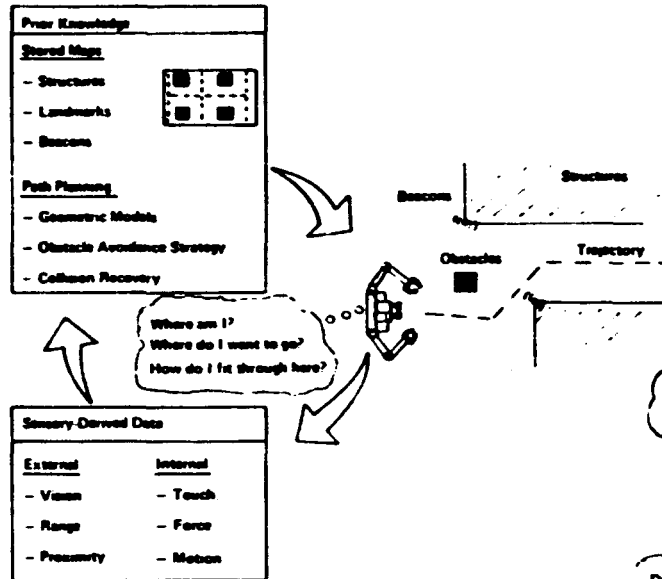 Prior Knowledge
Stored Maps
– Structures
– Landmarks
– Beacons
Path Planning
– Geometric Models
– Obstacle Avoidance Strategy
– Collision Recovery
Beacons
Structures
Obstacles
Trajectory
Where am I?
Where do I want to go?
How do I fit through here?
Sensory-Derived Data
External
– Vision
– Range
– Proximity
Internal
– Touch
– Force
– Motion